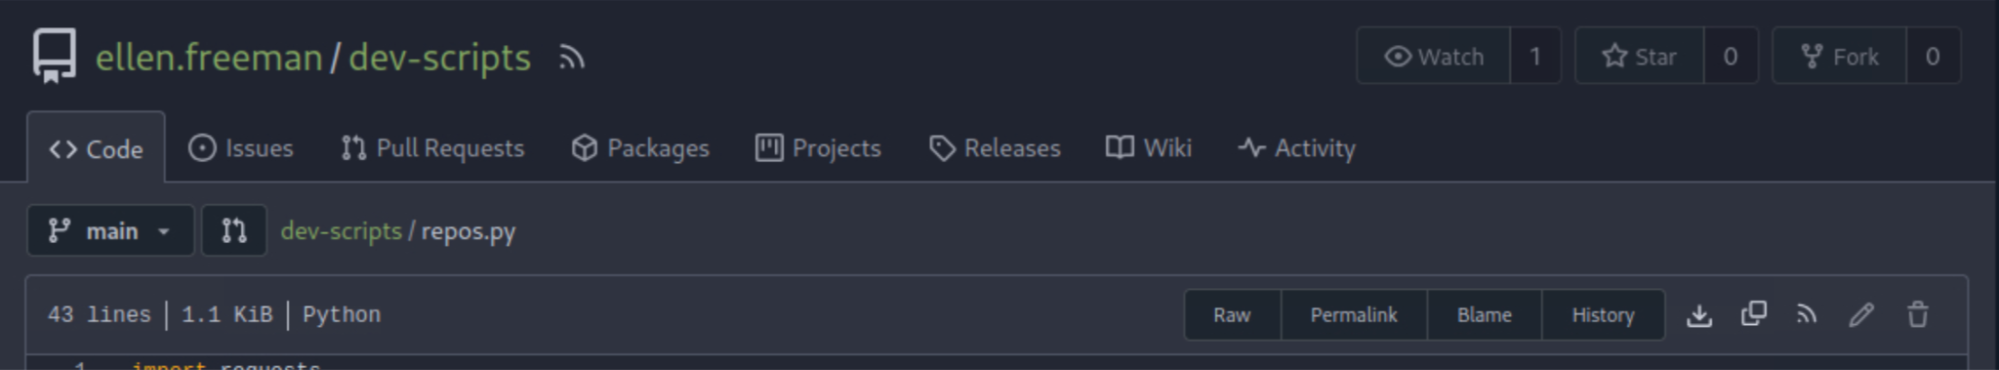 ellen.freeman / dev-scripts Watch 1 Star 0 Fork 0
Code Issues Pull Requests Packages Projects Releases Wiki Activity
main dev-scripts / repos.py
43 lines | 1.1 KiB | Python Raw Permalink Blame History
1 import requests